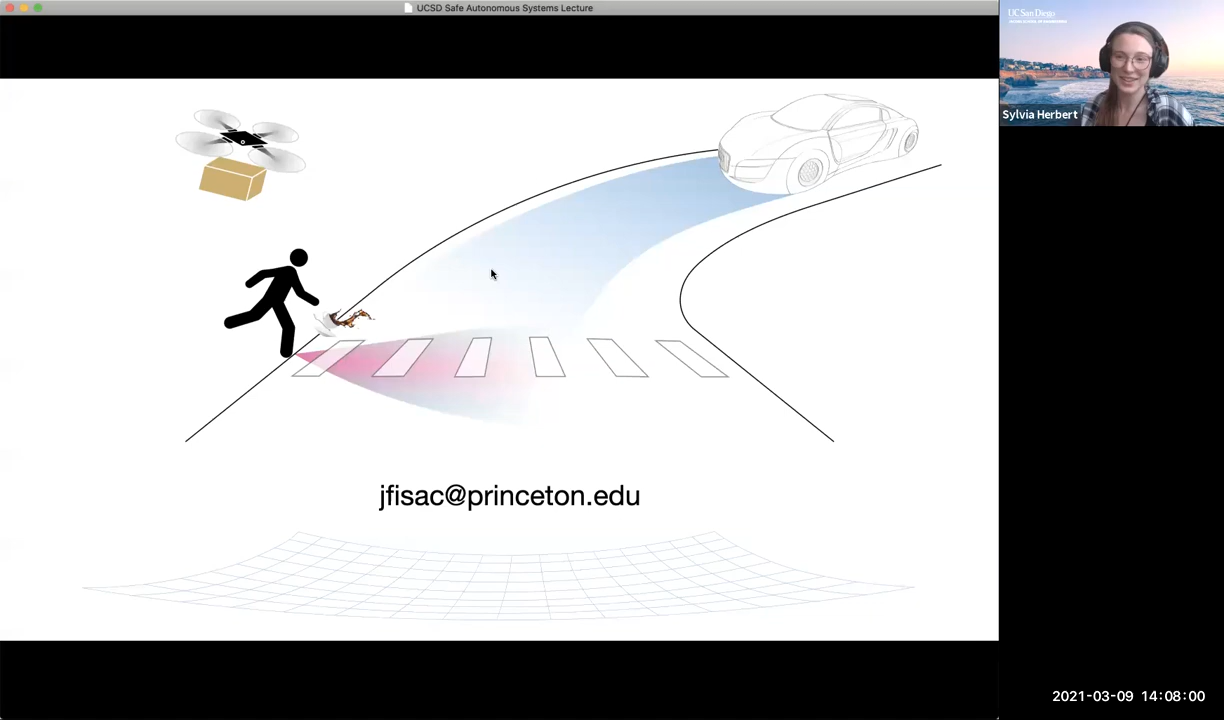 UCSD Safe Autonomous Systems Lecture
UC San Diego
Sylvia Herbert
jfisac@princeton.edu
2021-03-09 14:08:00